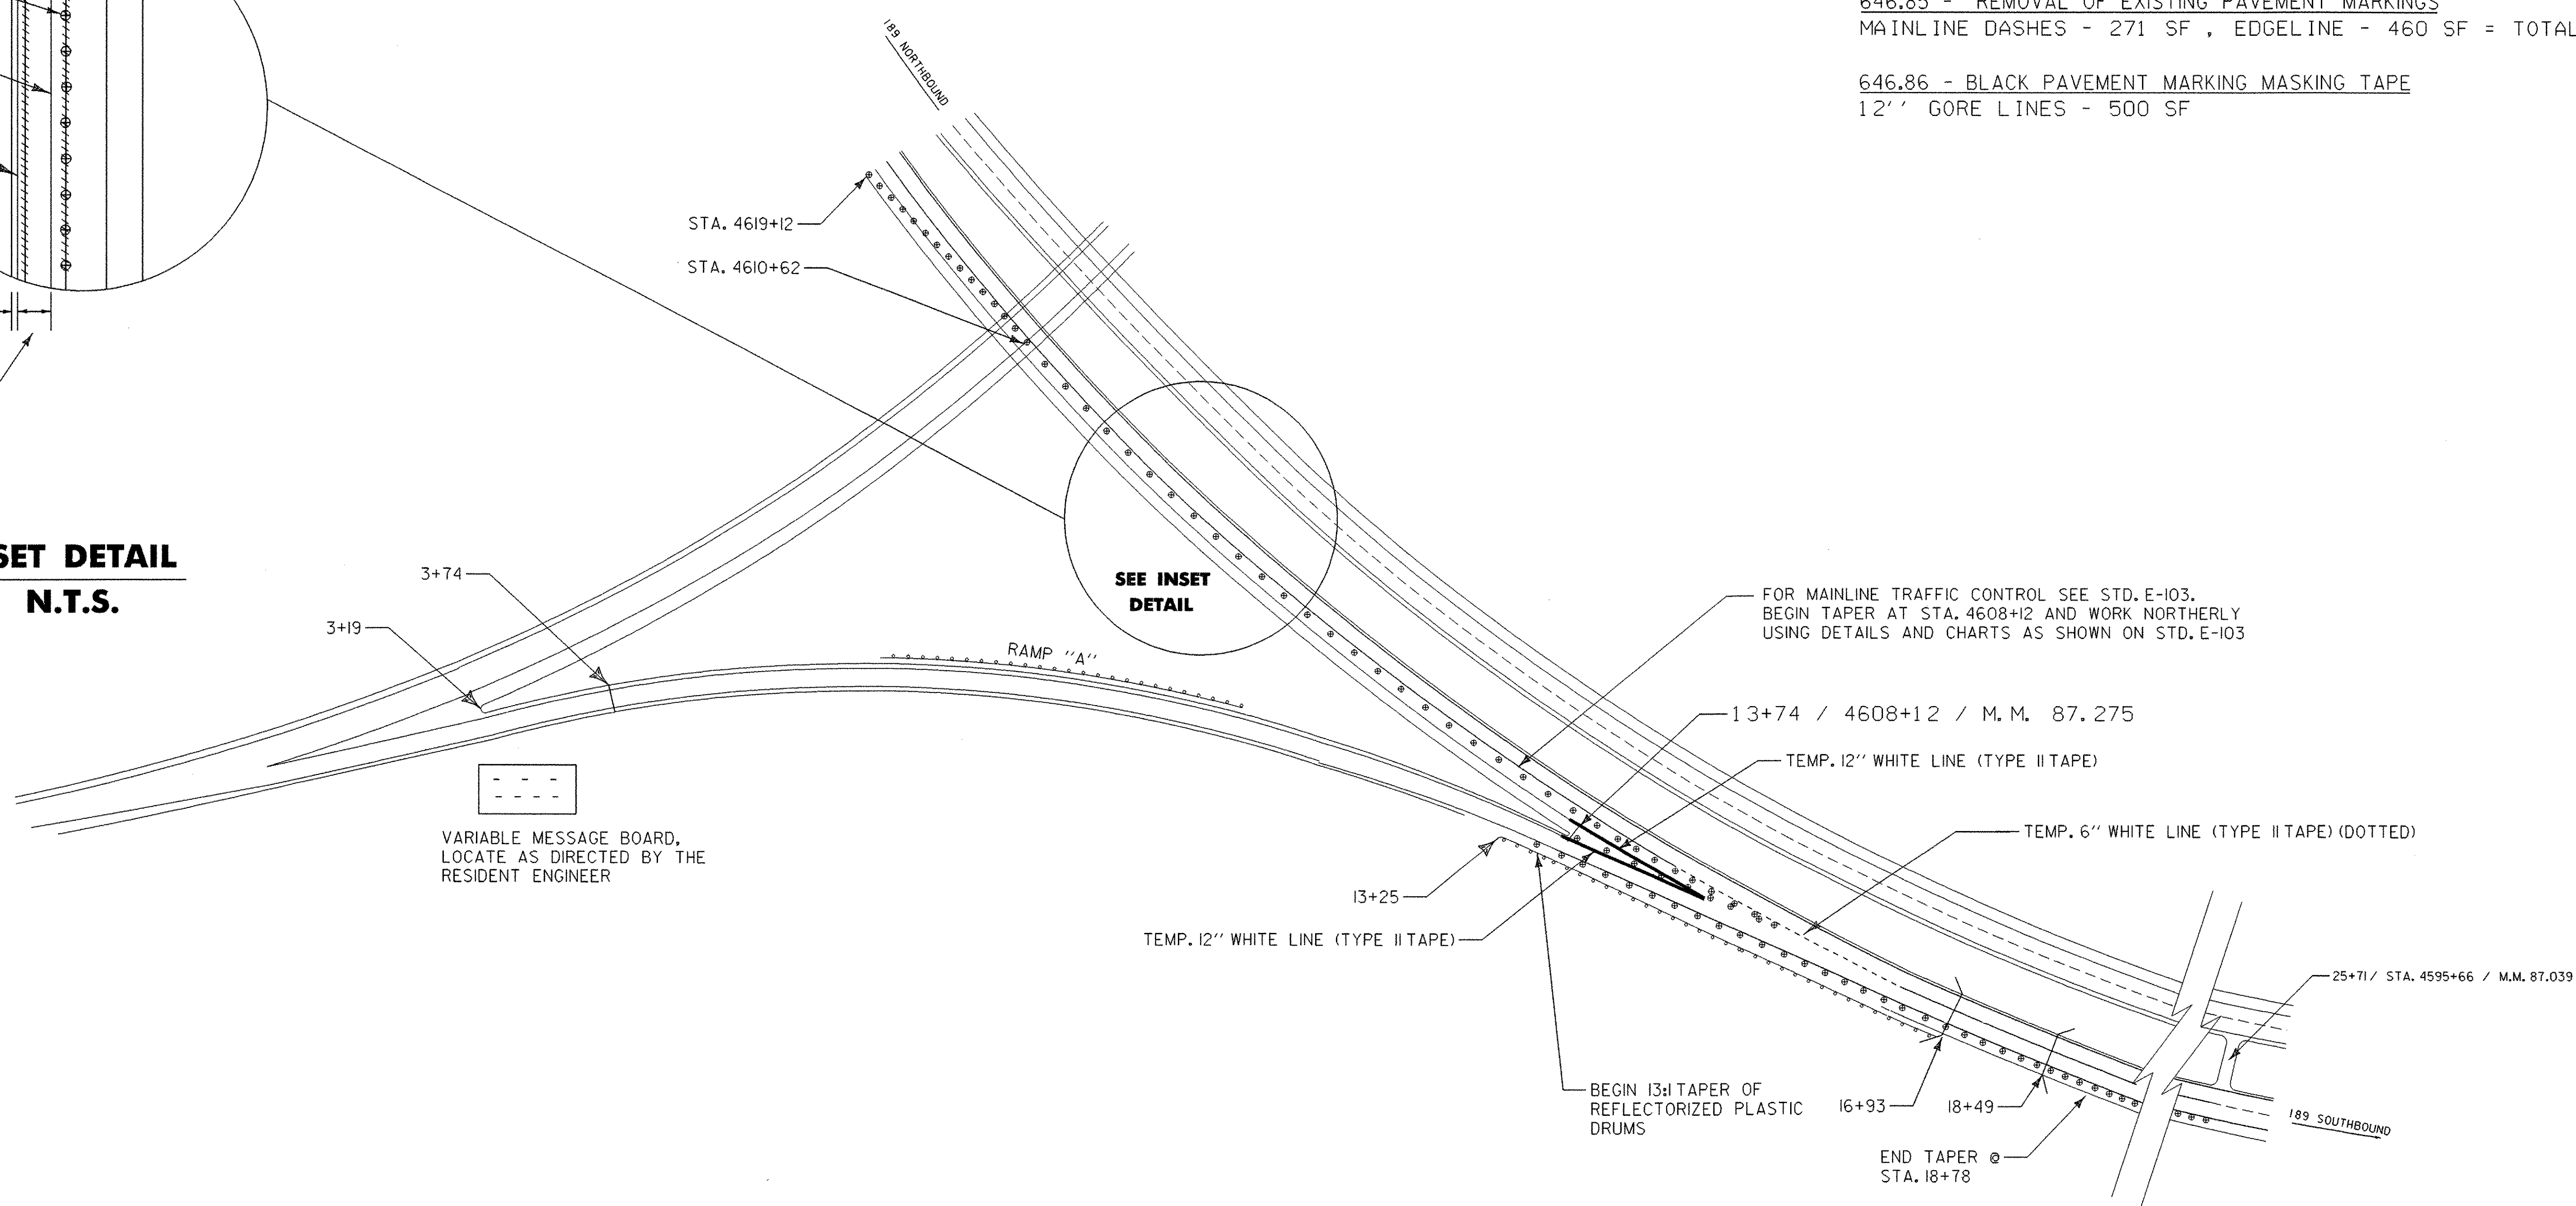 646.85 - REMOVAL OF EXISTING PAVEMENT MARKINGS
MAINLINE DASHES - 271 SF , EDGELINE - 460 SF = TOTAL
646.86 - BLACK PAVEMENT MARKING MASKING TAPE
12'' GORE LINES - 500 SF
189 NORTHBOUND
STA. 4619+12
STA. 4610+62
SET DETAIL
N.T.S.
3+74
3+19
SEE INSET
DETAIL
RAMP "A"
FOR MAINLINE TRAFFIC CONTROL SEE STD. E-103.
BEGIN TAPER AT STA. 4608+12 AND WORK NORTHERLY
USING DETAILS AND CHARTS AS SHOWN ON STD. E-103
13+74 / 4608+12 / M.M. 87.275
TEMP. 12'' WHITE LINE (TYPE II TAPE)
TEMP. 6'' WHITE LINE (TYPE II TAPE) (DOTTED)
VARIABLE MESSAGE BOARD,
LOCATE AS DIRECTED BY THE
RESIDENT ENGINEER
13+25
TEMP. 12'' WHITE LINE (TYPE II TAPE)
25+71 / STA. 4595+66 / M.M. 87.039
BEGIN 13:1 TAPER OF
REFLECTORIZED PLASTIC
DRUMS
16+93
18+49
189 SOUTHBOUND
END TAPER @
STA. 18+78